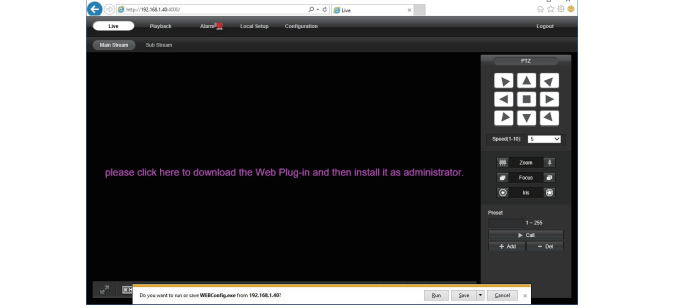 http://192.168.1.40:4000/
Live
Live Playback Alarm Local Setup Configuration Logout
Main Stream Sub Stream
PTZ
Speed(1-10) 5
Zoom
Focus
Iris
Preset
1 ~ 255
Call
Add Del
please click here to download the Web Plug-in and then install it as administrator.
Do you want to run or save WEBConfig.exe from 192.168.1.40? Run Save Cancel